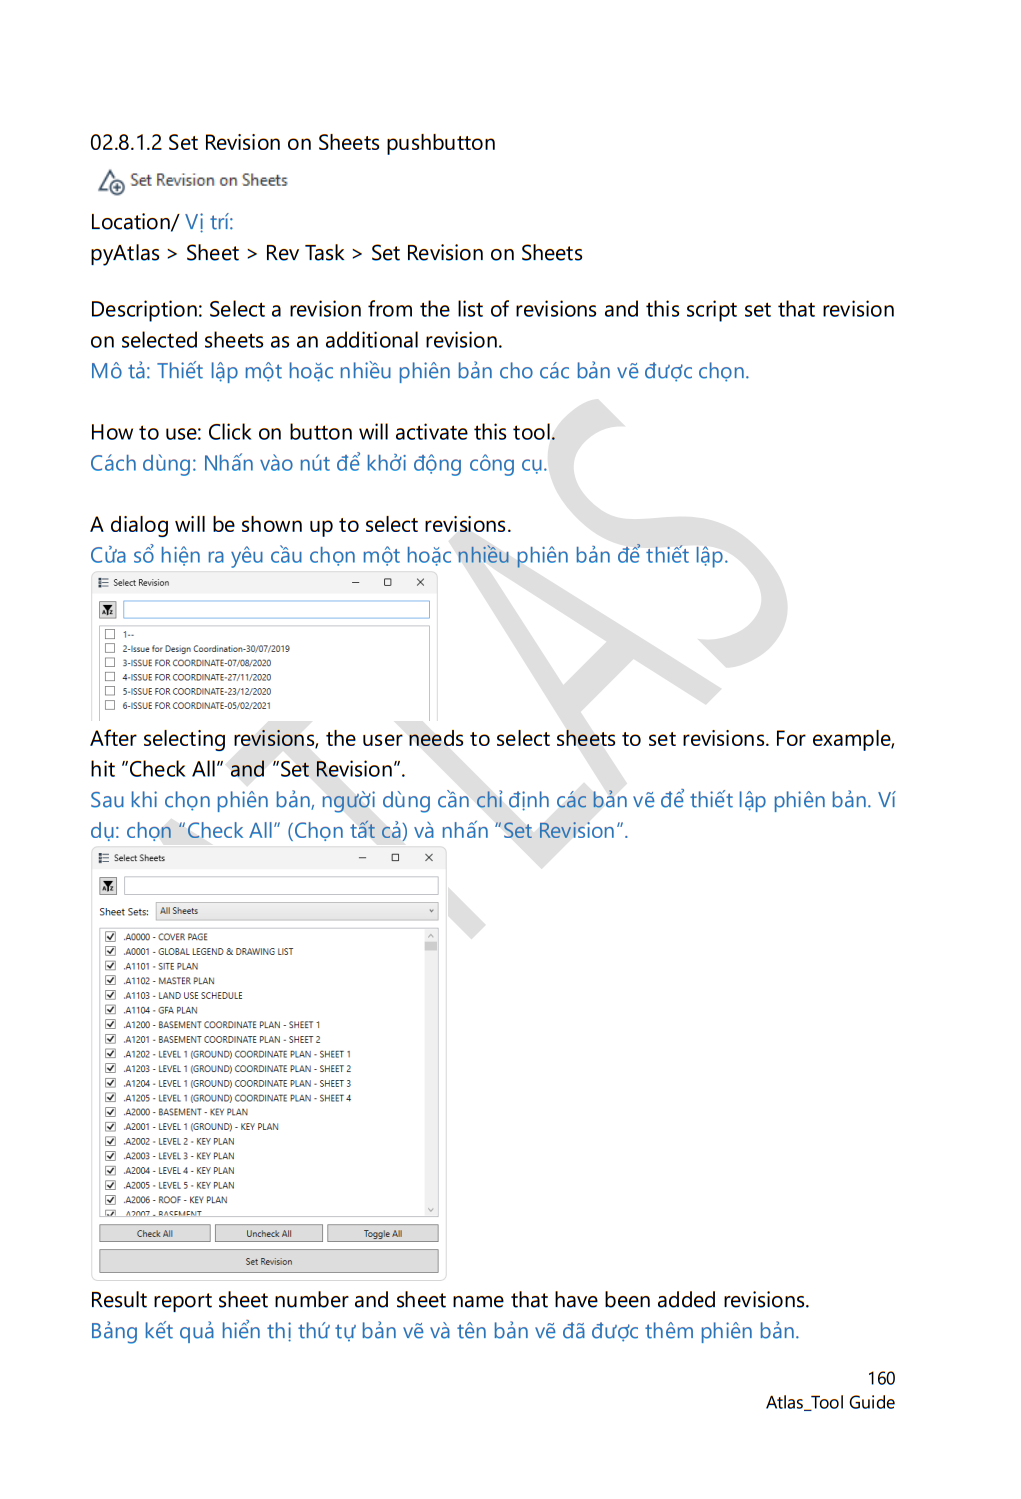 02.8.1.2 Set Revision on Sheets pushbutton
Set Revision on Sheets
Location/ Vị trí:
pyAtlas > Sheet > Rev Task > Set Revision on Sheets
Description: Select a revision from the list of revisions and this script set that revision
on selected sheets as an additional revision.
Mô tả: Thiết lập một hoặc nhiều phiên bản cho các bản vẽ được chọn.
How to use: Click on button will activate this tool.
Cách dùng: Nhấn vào nút để khởi động công cụ.
A dialog will be shown up to select revisions.
Cửa sổ hiện ra yêu cầu chọn một hoặc nhiều phiên bản để thiết lập.
Select Revision
1--
2-Issue for Design Coordination-30/07/2019
3-ISSUE FOR COORDINATE-07/08/2020
4-ISSUE FOR COORDINATE-27/11/2020
5-ISSUE FOR COORDINATE-23/12/2020
6-ISSUE FOR COORDINATE-05/02/2021
After selecting revisions, the user needs to select sheets to set revisions. For example,
hit "Check All" and "Set Revision".
Sau khi chọn phiên bản, người dùng cần chỉ định các bản vẽ để thiết lập phiên bản. Ví
dụ: chọn "Check All" (Chọn tất cả) và nhấn "Set Revision".
Select Sheets
Sheet Sets: All Sheets
.A0000 - COVER PAGE
.A0001 - GLOBAL LEGEND & DRAWING LIST
.A1101 - SITE PLAN
.A1102 - MASTER PLAN
.A1103 - LAND USE SCHEDULE
.A1104 - GFA PLAN
.A1200 - BASEMENT COORDINATE PLAN - SHEET 1
.A1201 - BASEMENT COORDINATE PLAN - SHEET 2
.A1202 - LEVEL 1 (GROUND) COORDINATE PLAN - SHEET 1
.A1203 - LEVEL 1 (GROUND) COORDINATE PLAN - SHEET 2
.A1204 - LEVEL 1 (GROUND) COORDINATE PLAN - SHEET 3
.A1205 - LEVEL 1 (GROUND) COORDINATE PLAN - SHEET 4
.A2000 - BASEMENT - KEY PLAN
.A2001 - LEVEL 1 (GROUND) - KEY PLAN
.A2002 - LEVEL 2 - KEY PLAN
.A2003 - LEVEL 3 - KEY PLAN
.A2004 - LEVEL 4 - KEY PLAN
.A2005 - LEVEL 5 - KEY PLAN
.A2006 - ROOF - KEY PLAN
.A2007 - BASEMENT
Check All Uncheck All Toggle All
Set Revision
Result report sheet number and sheet name that have been added revisions.
Bảng kết quả hiển thị thứ tự bản vẽ và tên bản vẽ đã được thêm phiên bản.
160
Atlas_Tool Guide
ATLAS